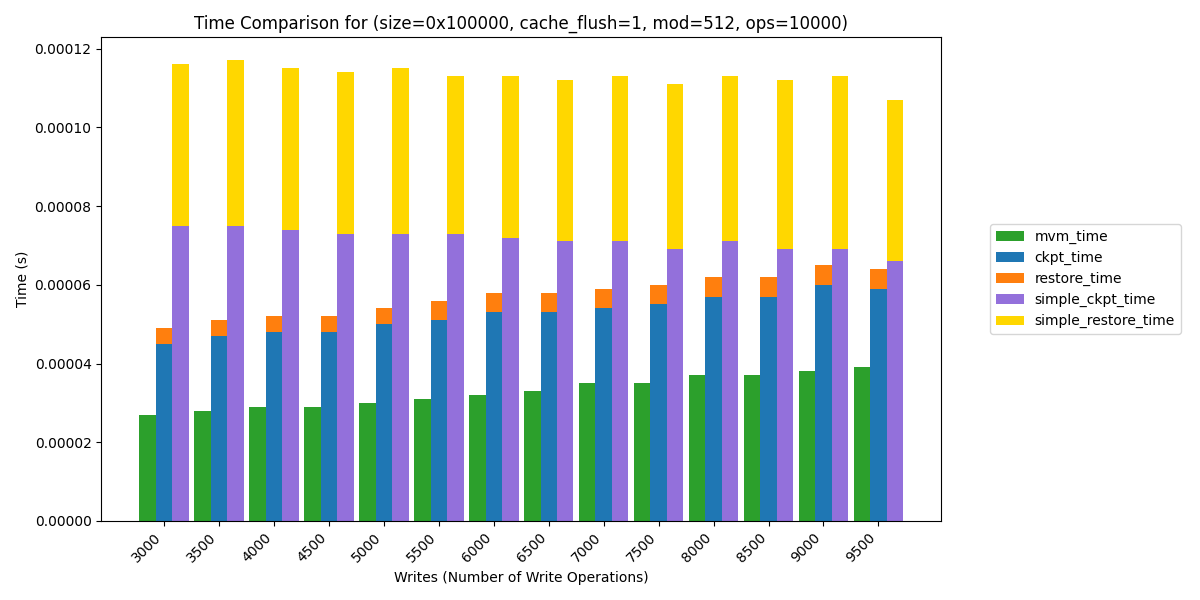 Time Comparison for (size=0x100000, cache_flush=1, mod=512, ops=10000)
Time (s)
0.00012
0.00010
0.00008
0.00006
0.00004
0.00002
0.00000
3000 3500 4000 4500 5000 5500 6000 6500 7000 7500 8000 8500 9000 9500
Writes (Number of Write Operations)
mvm_time
ckpt_time
restore_time
simple_ckpt_time
simple_restore_time